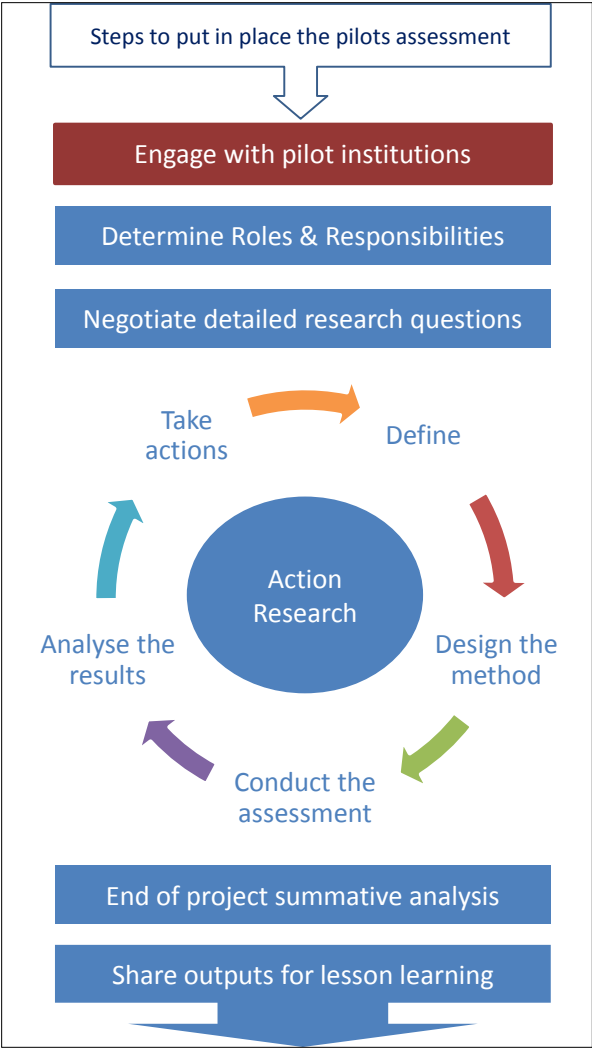 Steps to put in place the pilots assessment
Engage with pilot institutions
Determine Roles & Responsibilities
Negotiate detailed research questions
Take
actions
Define
Action
Research
Design the
method
Conduct the
assessment
Analyse the
results
End of project summative analysis
Share outputs for lesson learning